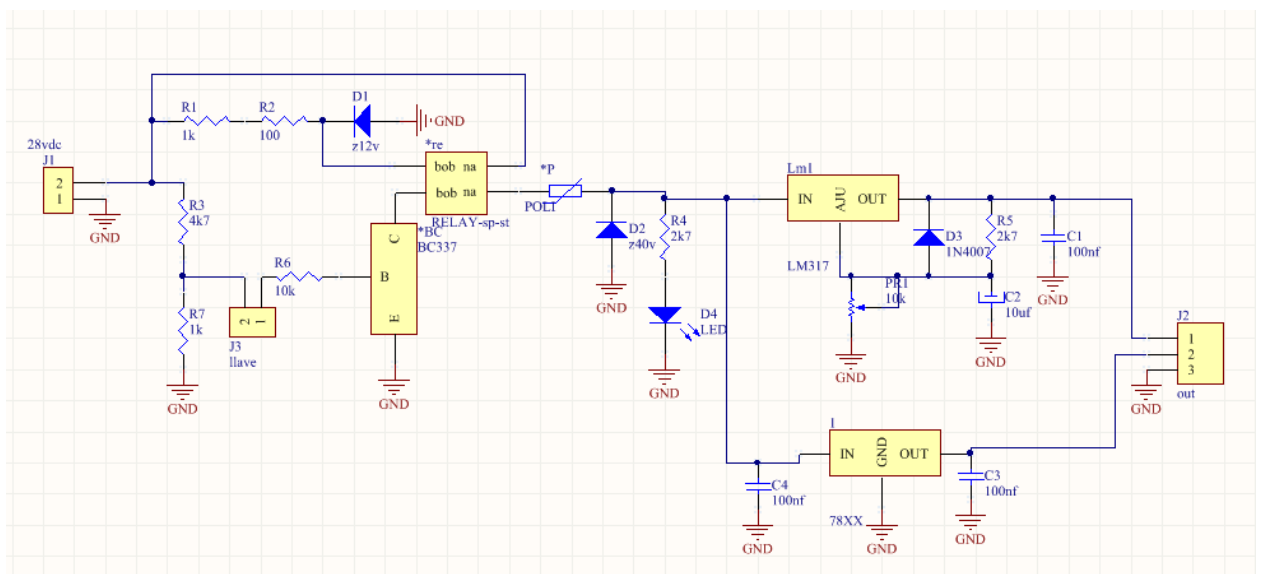 28vdc
J1
2
1
GND
R1
1k
R2
100
D1
z12v
GND
*re
bob na
bob na
RELAY-sp-st
R3
4k7
R6
10k
R7
1k
GND
2
1
J3
llave
*BC
BC337
C
B
E
GND
*P
POL1
D2
z40v
GND
R4
2k7
D4
LED
GND
Lm1
IN
AJU
OUT
LM317
D3
1N4007
R5
2k7
C1
100nf
GND
PR1
10k
GND
C2
10uf
GND
J2
1
2
3
out
GND
1
IN
GND
OUT
78XX
GND
C4
100nf
GND
C3
100nf
GND